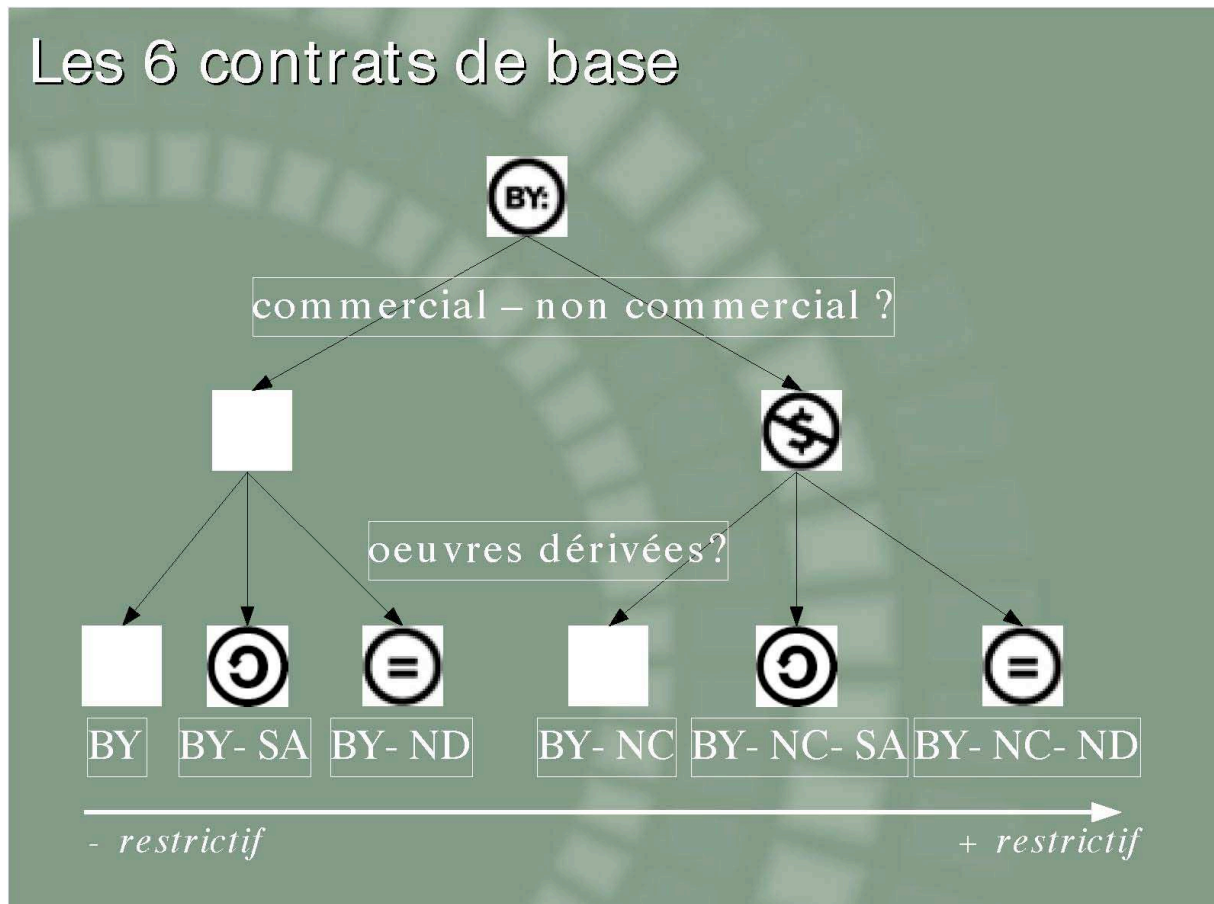 Les 6 contrats de base
BY:
commercial – non commercial ?
$
oeuvres dérivées?
= =
BY BY- SA BY- ND BY- NC BY- NC- SA BY- NC- ND
- restrictif + restrictif